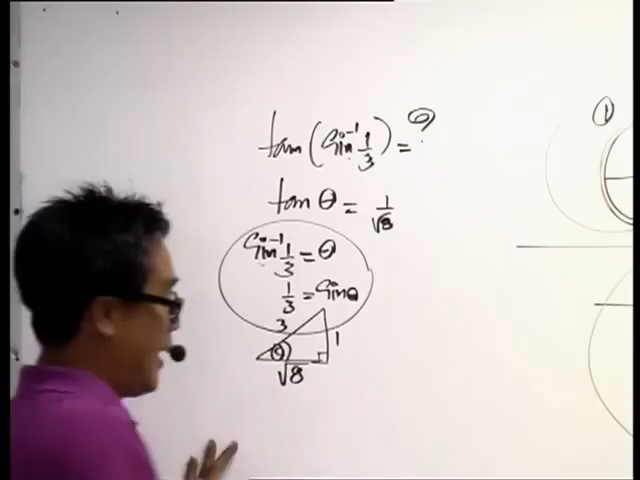 tan(sin⁻¹ 1/3) = ?
①
tan θ = 1/√8
sin⁻¹ 1/3 = θ
1/3 = sin θ
3
1
θ
√8